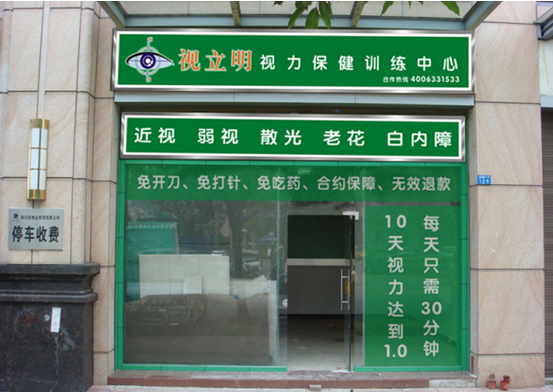 视立明视力保健训练中心
合作热线 4006331533
近视 弱视 散光 老花 白内障
免开刀、免打针、免吃药、合约保障、无效退款
每天只需30分钟
10天视力达到1.0
停车收费